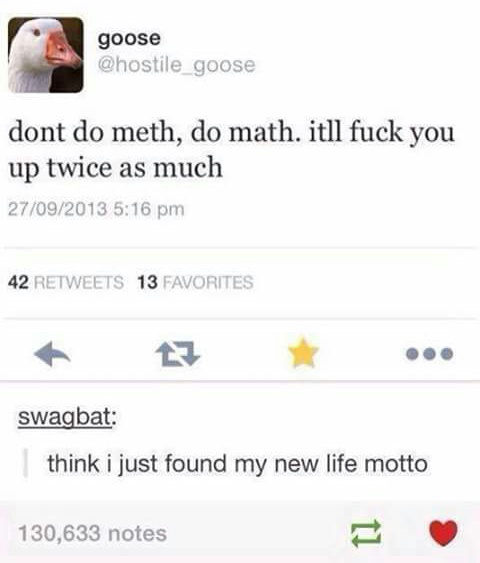 goose
@hostile_goose
dont do meth, do math. itll fuck you
up twice as much
27/09/2013 5:16 pm
42 RETWEETS 13 FAVORITES
swagbat:
think i just found my new life motto
130,633 notes